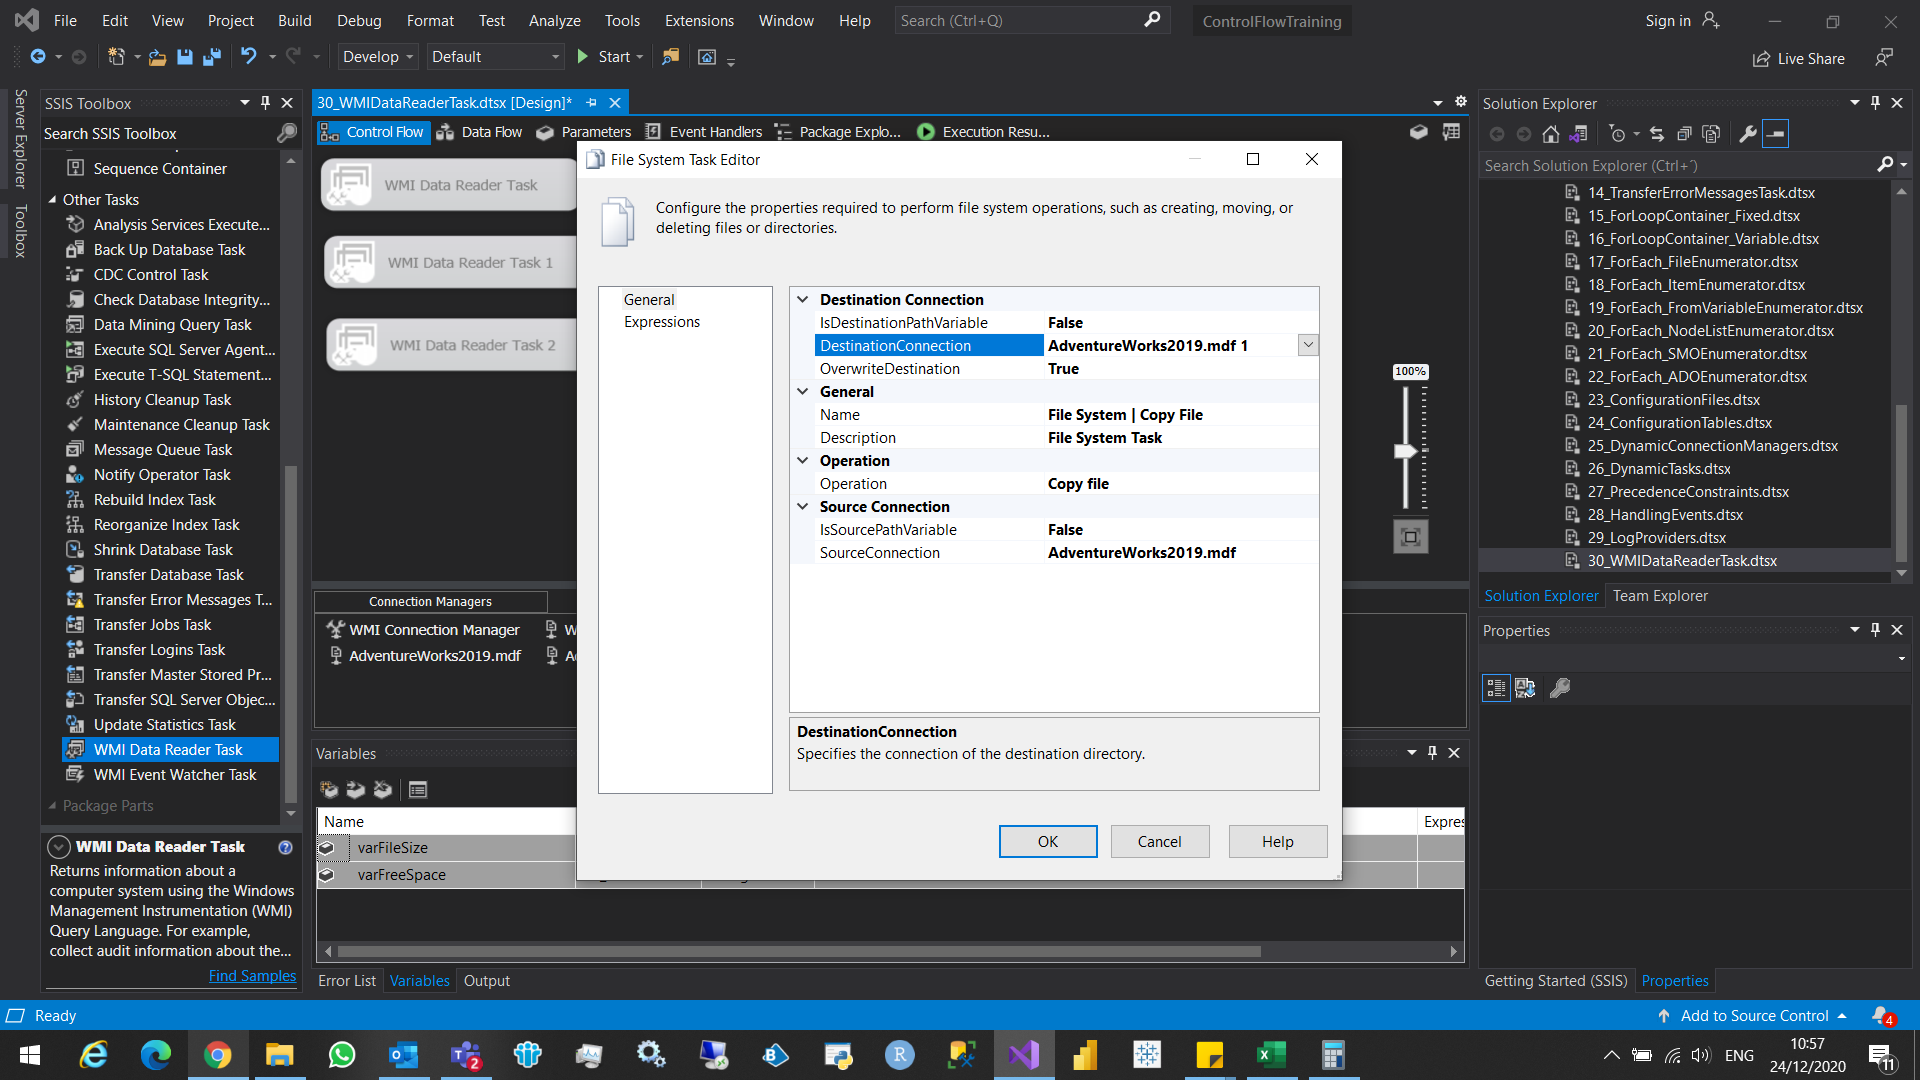 File Edit View Project Build Debug Format Test Analyze Tools Extensions Window Help
Search (Ctrl+Q)
ControlFlowTraining
Sign in
Develop
Default
Start
Live Share
Server Explorer
Toolbox
SSIS Toolbox
Search SSIS Toolbox
Sequence Container
Other Tasks
Analysis Services Execute...
Back Up Database Task
CDC Control Task
Check Database Integrity...
Data Mining Query Task
Execute SQL Server Agent...
Execute T-SQL Statement...
History Cleanup Task
Maintenance Cleanup Task
Message Queue Task
Notify Operator Task
Rebuild Index Task
Reorganize Index Task
Shrink Database Task
Transfer Database Task
Transfer Error Messages T...
Transfer Jobs Task
Transfer Logins Task
Transfer Master Stored Pr...
Transfer SQL Server Objec...
Update Statistics Task
WMI Data Reader Task
WMI Event Watcher Task
Package Parts
WMI Data Reader Task
Returns information about a
computer system using the Windows
Management Instrumentation (WMI)
Query Language. For example,
collect audit information about the...
Find Samples
30_WMIDataReaderTask.dtsx [Design]*
Control Flow
Data Flow
Parameters
Event Handlers
Package Explo...
Execution Resu...
WMI Data Reader Task
WMI Data Reader Task 1
WMI Data Reader Task 2
100%
Connection Managers
WMI Connection Manager
W
AdventureWorks2019.mdf
Variables
Name
Expres
varFileSize
varFreeSpace
Error List
Variables
Output
File System Task Editor
Configure the properties required to perform file system operations, such as creating, moving, or
deleting files or directories.
General
Expressions
Destination Connection
IsDestinationPathVariable False
DestinationConnection AdventureWorks2019.mdf 1
OverwriteDestination True
General
Name File System | Copy File
Description File System Task
Operation
Operation Copy file
Source Connection
IsSourcePathVariable False
SourceConnection AdventureWorks2019.mdf
DestinationConnection
Specifies the connection of the destination directory.
OK
Cancel
Help
Solution Explorer
Search Solution Explorer (Ctrl+¨)
14_TransferErrorMessagesTask.dtsx
15_ForLoopContainer_Fixed.dtsx
16_ForLoopContainer_Variable.dtsx
17_ForEach_FileEnumerator.dtsx
18_ForEach_ItemEnumerator.dtsx
19_ForEach_FromVariableEnumerator.dtsx
20_ForEach_NodeListEnumerator.dtsx
21_ForEach_SMOEnumerator.dtsx
22_ForEach_ADOEnumerator.dtsx
23_ConfigurationFiles.dtsx
24_ConfigurationTables.dtsx
25_DynamicConnectionManagers.dtsx
26_DynamicTasks.dtsx
27_PrecedenceConstraints.dtsx
28_HandlingEvents.dtsx
29_LogProviders.dtsx
30_WMIDataReaderTask.dtsx
Solution Explorer
Team Explorer
Properties
Getting Started (SSIS)
Properties
Ready
Add to Source Control
4
2
ENG
10:57
24/12/2020
11